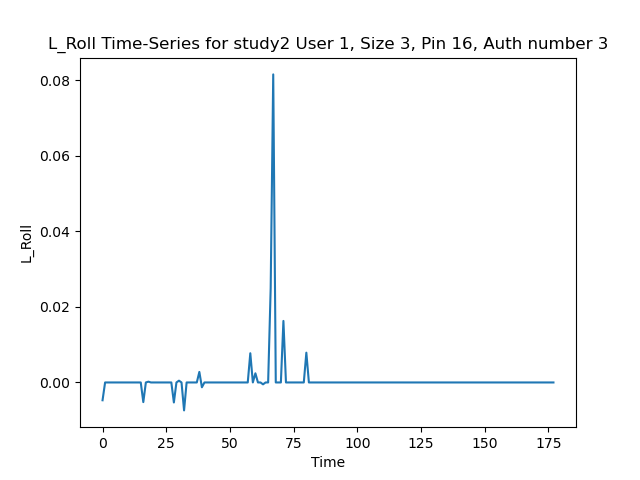 L_Roll Time-Series for study2 User 1, Size 3, Pin 16, Auth number 3
0.08
0.06
0.04
0.02
0.00
L_Roll
0 25 50 75 100 125 150 175
Time